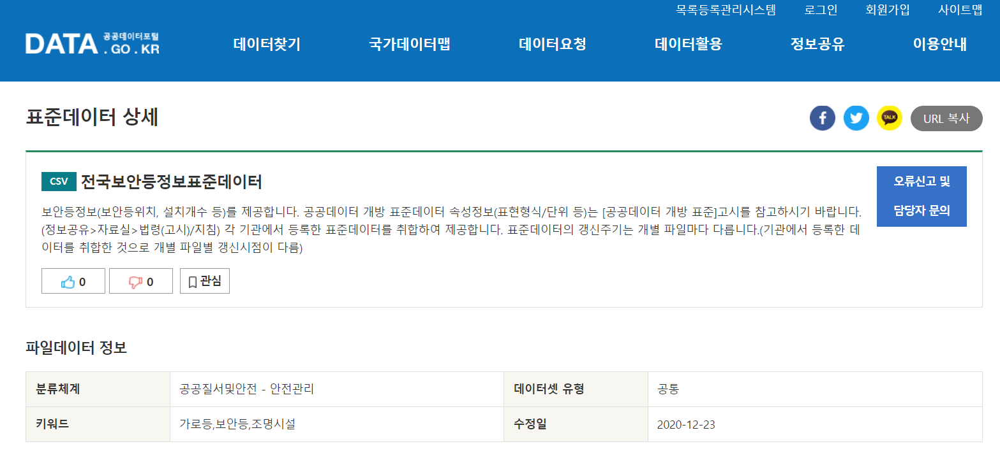 목록등록관리시스템 로그인 회원가입 사이트맵
DATA 공공데이터포털
.GO.KR
데이터찾기 국가데이터맵 데이터요청 데이터활용 정보공유 이용안내
표준데이터 상세
f TALK URL 복사
CSV 전국보안등정보표준데이터
오류신고 및
담당자 문의
보안등정보(보안등위치, 설치개수 등)를 제공합니다. 공공데이터 개방 표준데이터 속성정보(표현형식/단위 등)는 [공공데이터 개방 표준]고시를 참고하시기 바랍니다.
(정보공유>자료실>법령(고시)/지침) 각 기관에서 등록한 표준데이터를 취합하여 제공합니다. 표준데이터의 갱신주기는 개별 파일마다 다릅니다.(기관에서 등록한 데
이터를 취합한 것으로 개별 파일별 갱신시점이 다름)
0 0 관심
파일데이터 정보
분류체계 공공질서및안전 - 안전관리 데이터셋 유형 공통
키워드 가로등,보안등,조명시설 수정일 2020-12-23